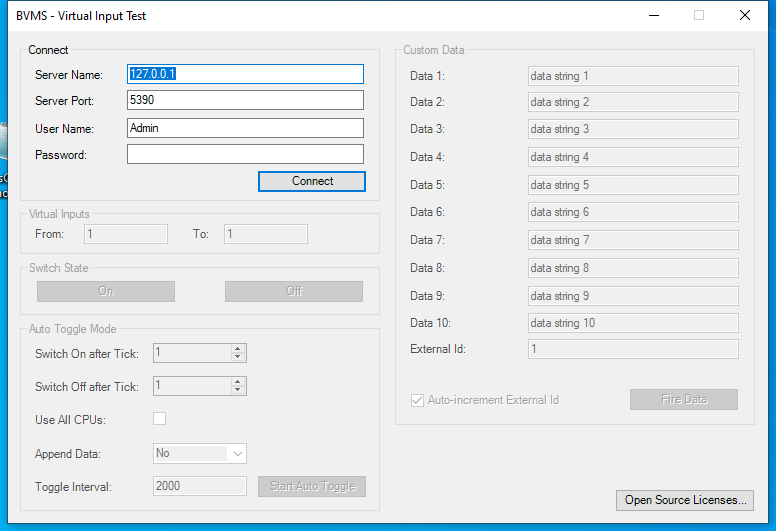 BVMS - Virtual Input Test
Connect
Server Name: 127.0.0.1
Server Port: 5390
User Name: Admin
Password:
Connect
Virtual Inputs
From: 1 To: 1
Switch State
On Off
Auto Toggle Mode
Switch On after Tick: 1
Switch Off after Tick: 1
Use All CPUs:
Append Data: No
Toggle Interval: 2000 Start Auto Toggle
Custom Data
Data 1: data string 1
Data 2: data string 2
Data 3: data string 3
Data 4: data string 4
Data 5: data string 5
Data 6: data string 6
Data 7: data string 7
Data 8: data string 8
Data 9: data string 9
Data 10: data string 10
External Id: 1
Auto-increment External Id Fire Data
Open Source Licenses...